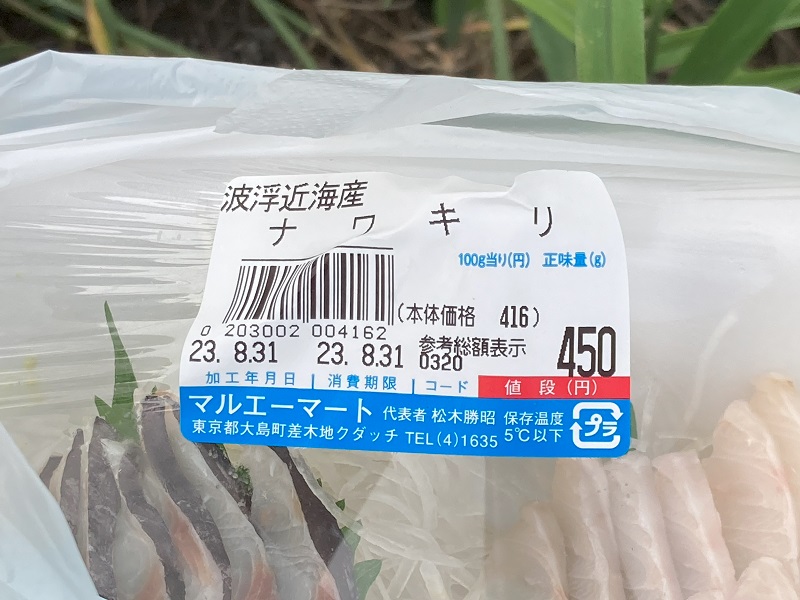 波浮近海産
ナワキリ
100g当り(円) 正味量(g)
(本体価格 416)
0 203002 004162
23. 8.31 23. 8.31 参考総額表示 450
0320
加工年月日 消費期限 コード 値段(円)
マルエーマート 代表者 松木勝昭 保存温度
東京都大島町差木地クダッチ TEL(4)1635 5℃以下
プラ